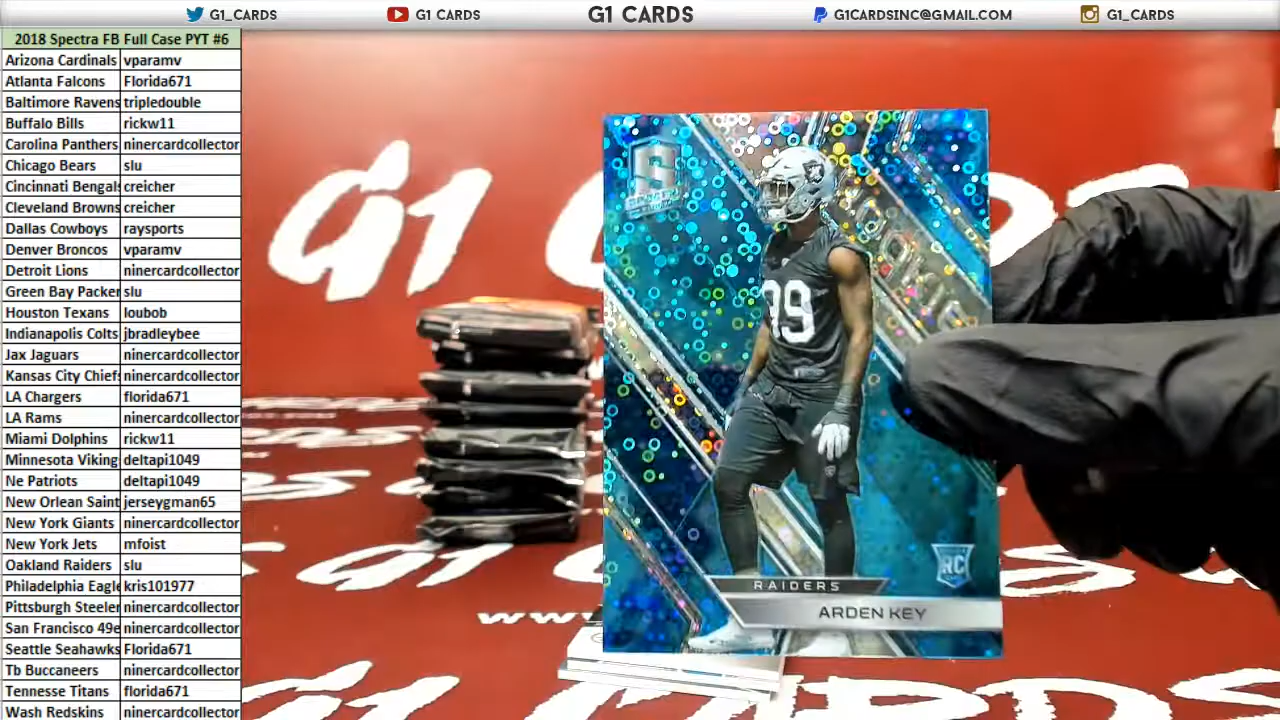 G1_CARDS
G1 CARDS
G1 CARDS
G1CARDSINC@GMAIL.COM
G1_CARDS
2018 Spectra FB Full Case PYT #6
Arizona Cardinals vparamv
Atlanta Falcons Florida671
Baltimore Ravens tripledouble
Buffalo Bills rickw11
Carolina Panthers ninercardcollector
Chicago Bears slu
Cincinnati Bengals creicher
Cleveland Browns creicher
Dallas Cowboys raysports
Denver Broncos vparamv
Detroit Lions ninercardcollector
Green Bay Packer slu
Houston Texans loubob
Indianapolis Colts jbradleybee
Jax Jaguars ninercardcollector
Kansas City Chiefs ninercardcollector
LA Chargers florida671
LA Rams ninercardcollector
Miami Dolphins rickw11
Minnesota Viking deltapi1049
Ne Patriots deltapi1049
New Orlean Saint jerseygman65
New York Giants ninercardcollector
New York Jets mfoist
Oakland Raiders slu
Philadelphia Eagle kris101977
Pittsburgh Steeler ninercardcollector
San Francisco 49e ninercardcollector
Seattle Seahawks Florida671
Tb Buccaneers ninercardcollector
Tennesse Titans florida671
Wash Redskins ninercardcollector
G1
S
SPECTRA
99
RC
RAIDERS
ARDEN KEY
G1 CARDS